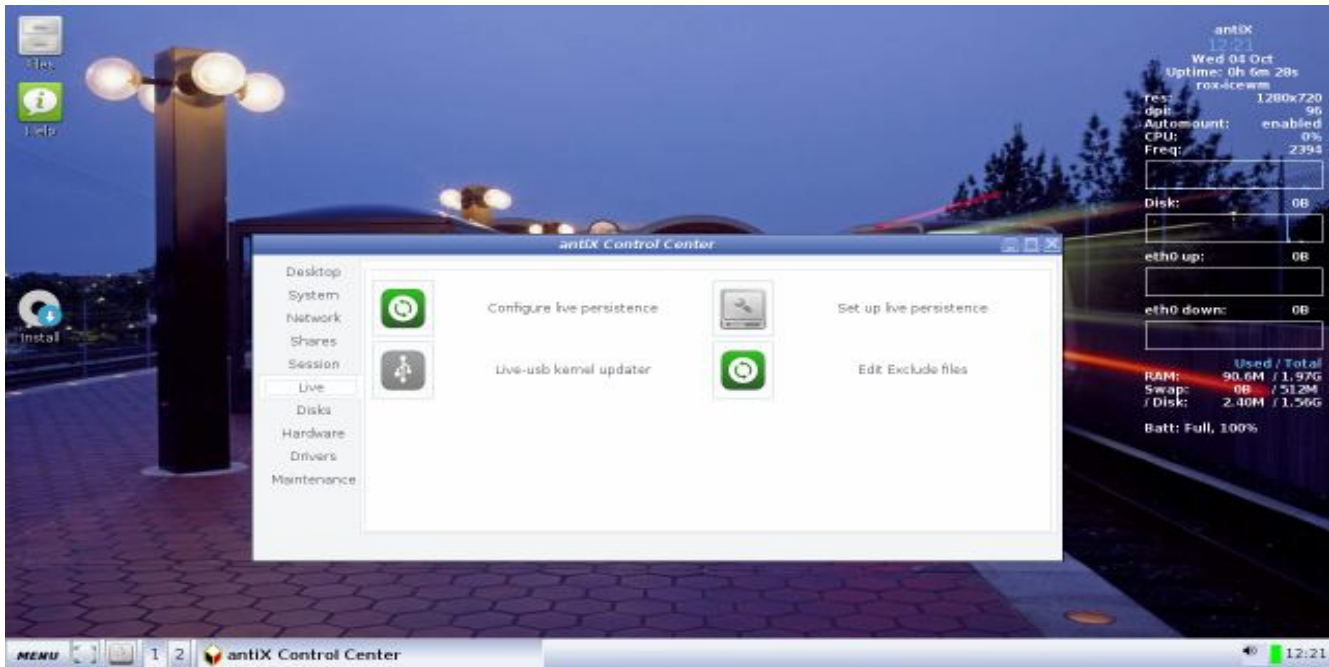 Files
Help
Install
antiX
12:21
Wed 04 Oct
Uptime: 0h 6m 28s
rox-icewm
res: 1280x720
dpi: 96
Automount: enabled
CPU: 0%
Freq: 2394
Disk: 0B
eth0 up: 0B
eth0 down: 0B
Used / Total
RAM: 90.6M / 1.97G
Swap: 0B / 512M
/ Disk: 2.40M / 1.56G
Batt: Full, 100%
antiX Control Center
Desktop
System
Network
Shares
Session
Live
Disks
Hardware
Drivers
Maintenance
Configure live persistence
Set up live persistence
Live-usb kernel updater
Edit Exclude files
MENU 1 2 antiX Control Center 12:21